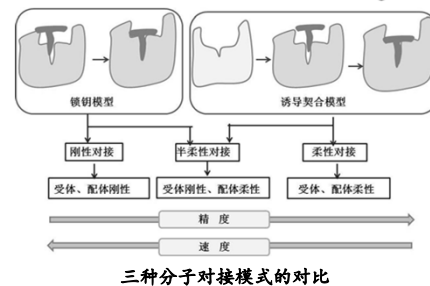 锁钥模型
诱导契合模型
刚性对接
半柔性对接
柔性对接
受体、配体刚性
受体刚性、配体柔性
受体、配体柔性
精 度
速 度
三种分子对接模式的对比